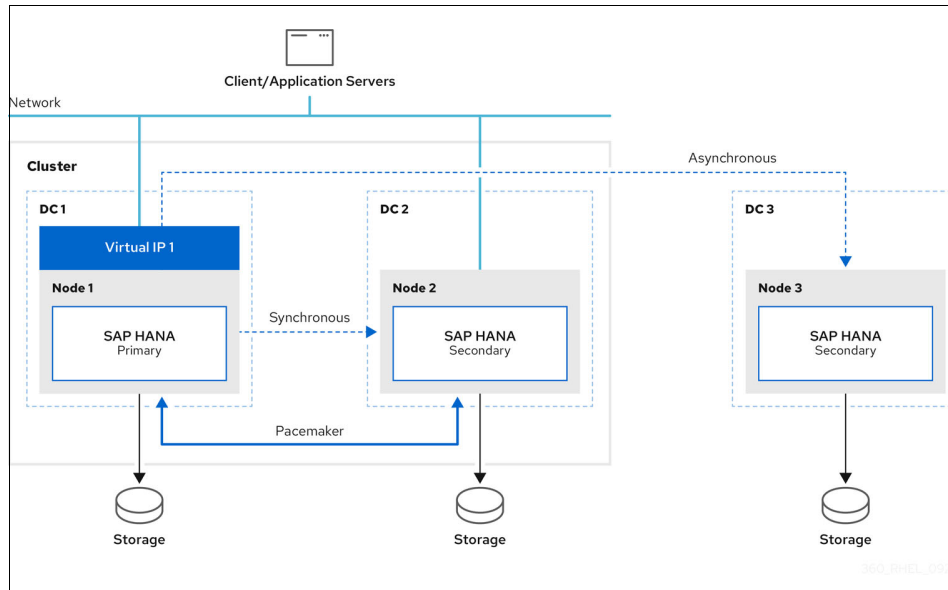 Client/Application Servers
Network
Cluster
Asynchronous
DC 1
DC 2
DC 3
Virtual IP 1
Node 1
Node 2
Node 3
SAP HANA
Primary
Synchronous
SAP HANA
Secondary
SAP HANA
Secondary
Pacemaker
Storage
Storage
Storage